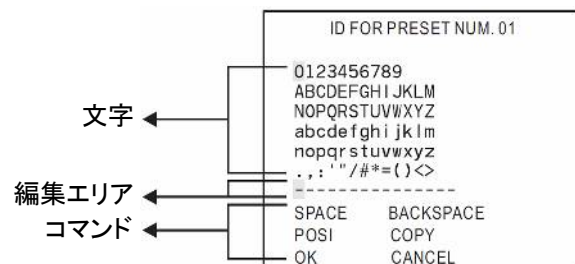 ID FOR PRESET NUM. 01
0123456789
ABCDEFGHIJKLM
NOPQRSTUVWXYZ
abcdefghijklm
nopqrstuvwxyz
.,:'"/#*=()<>
----------------
SPACE BACKSPACE
POSI COPY
OK CANCEL
文字
編集エリア
コマンド